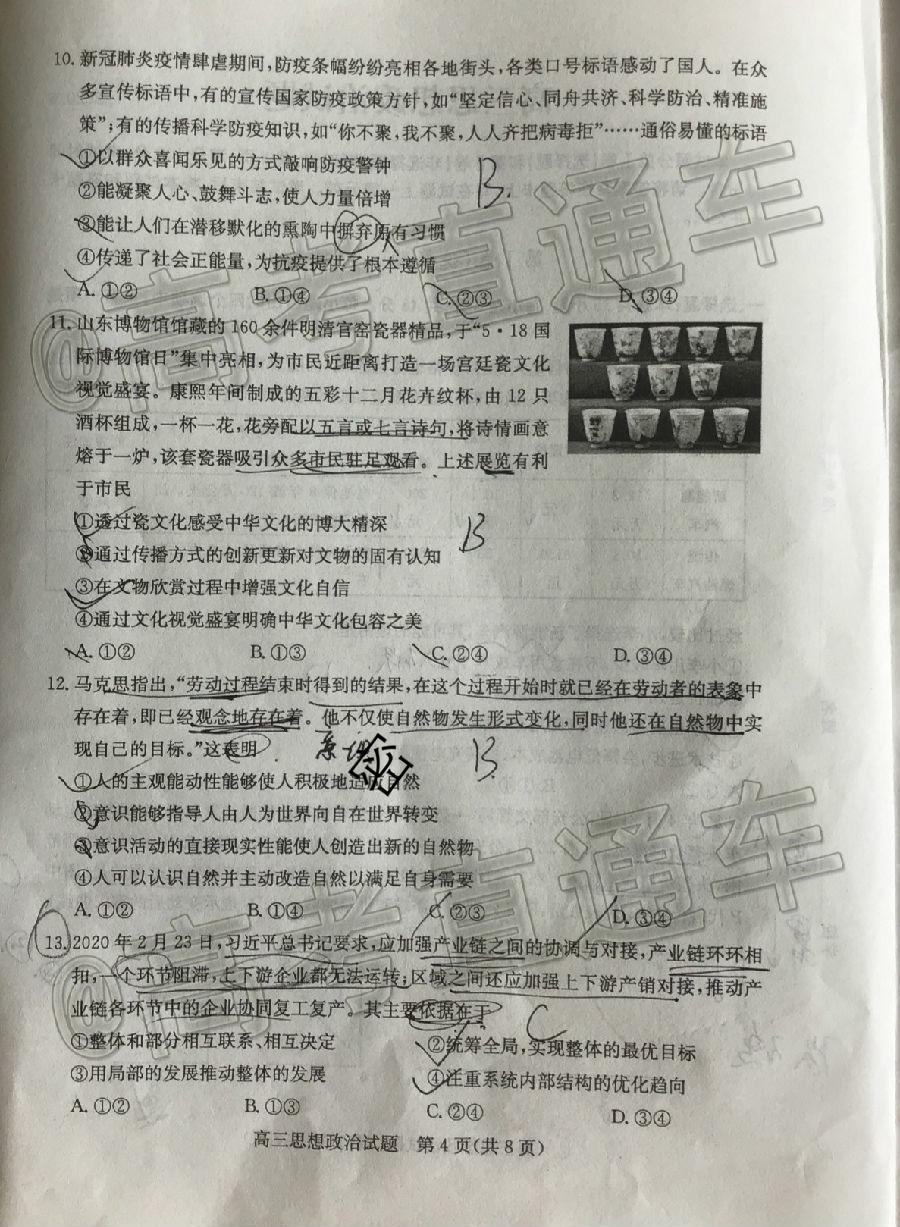 10. 新冠肺炎疫情肆虐期间,防疫条幅纷纷亮相各地街头,各类口号标语感动了国人。在众
多宣传标语中,有的宣传国家防疫政策方针,如“坚定信心、同舟共济、科学防治、精准施
策”;有的传播科学防疫知识,如“你不聚,我不聚,人人齐把病毒拒”……通俗易懂的标语
①以群众喜闻乐见的方式敲响防疫警钟
②能凝聚人心、鼓舞斗志,使人力量倍增
B.
③能让人们在潜移默化的熏陶中摒弃原有习惯
④传递了社会正能量,为抗疫提供了根本遵循
A. ①② B. ①④ C. ②③ D. ③④
11. 山东博物馆馆藏的 160 余件明清官窑瓷器精品,于“5·18 国
际博物馆日”集中亮相,为市民近距离打造一场宫廷瓷文化
视觉盛宴。康熙年间制成的五彩十二月花卉纹杯,由 12 只
酒杯组成,一杯一花,花旁配以五言或七言诗句,将诗情画意
熔于一炉,该套瓷器吸引众多市民驻足观看。上述展览有利
于市民
①透过瓷文化感受中华文化的博大精深
B
②通过传播方式的创新更新对文物的固有认知
③在文物欣赏过程中增强文化自信
④通过文化视觉盛宴明确中华文化包容之美
A. ①② B. ①③ C. ②④ D. ③④
12. 马克思指出,“劳动过程结束时得到的结果,在这个过程开始时就已经在劳动者的表象中
存在着,即已经观念地存在着。他不仅使自然物发生形式变化,同时他还在自然物中实
现自己的目标。”这表明
B.
①人的主观能动性能够使人积极地适应自然
②意识能够指导人由人为世界向自在世界转变
③意识活动的直接现实性能使人创造出新的自然物
④人可以认识自然并主动改造自然以满足自身需要
A. ①② B. ①④ C. ②③ D. ③④
13. 2020 年 2 月 23 日,习近平总书记要求,应加强产业链之间的协调与对接,产业链环环相
扣,一个环节阻滞,上下游企业都无法运转;区域之间还应加强上下游产销对接,推动产
业链各环节中的企业协同复工复产。其主要依据在于
C
①整体和部分相互联系、相互决定 ②统筹全局,实现整体的最优目标
③用局部的发展推动整体的发展 ④注重系统内部结构的优化趋向
A. ①② B. ①③ C. ②④ D. ③④
高三思想政治试题 第 4 页(共 8 页)
@高考直通车
@高考直通车